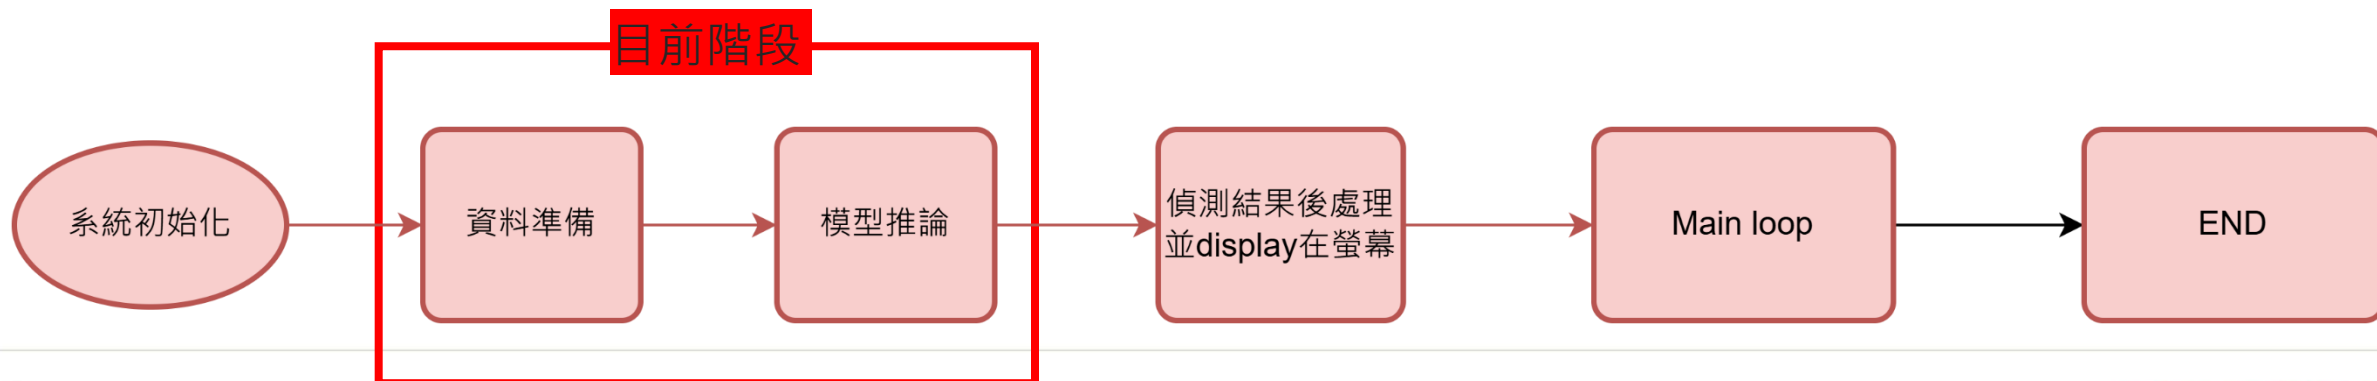 目前階段
系統初始化
資料準備
模型推論
偵測結果後處理
並display在螢幕
Main loop
END